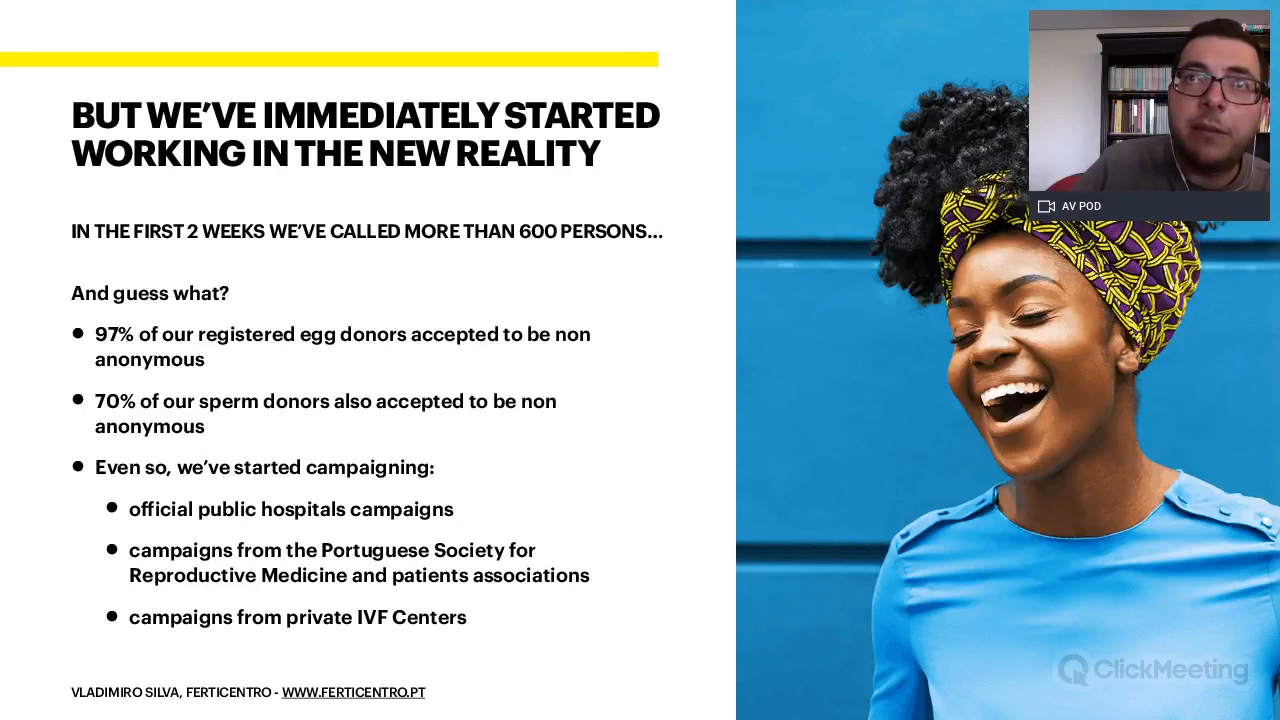 BUT WE'VE IMMEDIATELY STARTED
WORKING IN THE NEW REALITY
IN THE FIRST 2 WEEKS WE'VE CALLED MORE THAN 600 PERSONS...
And guess what?
• 97% of our registered egg donors accepted to be non
anonymous
• 70% of our sperm donors also accepted to be non
anonymous
• Even so, we've started campaigning:
• official public hospitals campaigns
• campaigns from the Portuguese Society for
Reproductive Medicine and patients associations
• campaigns from private IVF Centers
VLADIMIRO SILVA, FERTICENTRO - WWW.FERTICENTRO.PT
AV POD
ClickMeeting